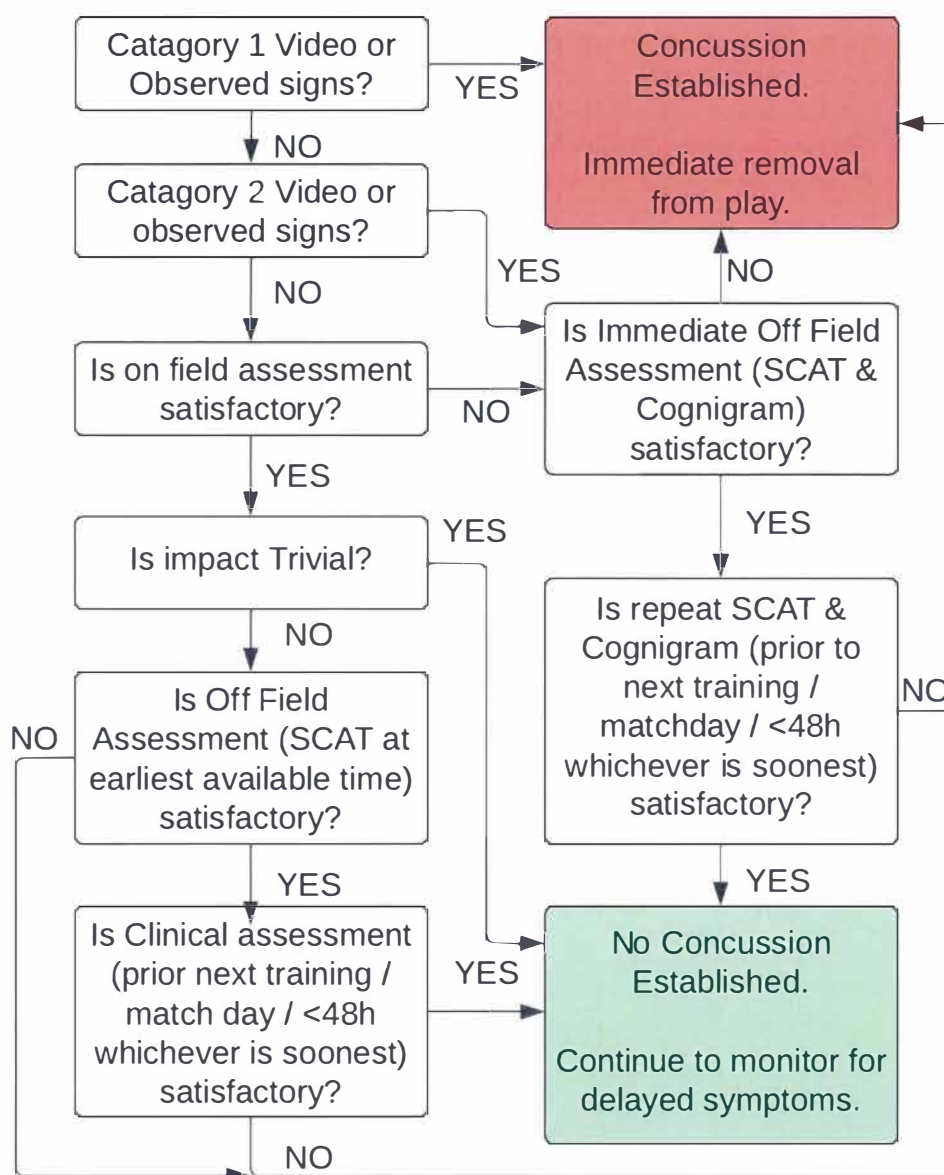 Catagory 1 Video or
Observed signs?
YES
Concussion
Established.
Immediate removal
from play.
NO
Catagory 2 Video or
observed signs?
YES
NO
NO
Is on field assessment
satisfactory?
NO
Is Immediate Off Field
Assessment (SCAT &
Cognigram)
satisfactory?
YES
YES
YES
Is impact Trivial?
NO
Is repeat SCAT &
Cognigram (prior to
next training /
matchday / <48h
whichever is soonest)
satisfactory?
NO
NO
Is Off Field
Assessment (SCAT at
earliest available time)
satisfactory?
YES
YES
Is Clinical assessment
(prior next training /
match day / <48h
whichever is soonest)
satisfactory?
YES
No Concussion
Established.
Continue to monitor for
delayed symptoms.
NO